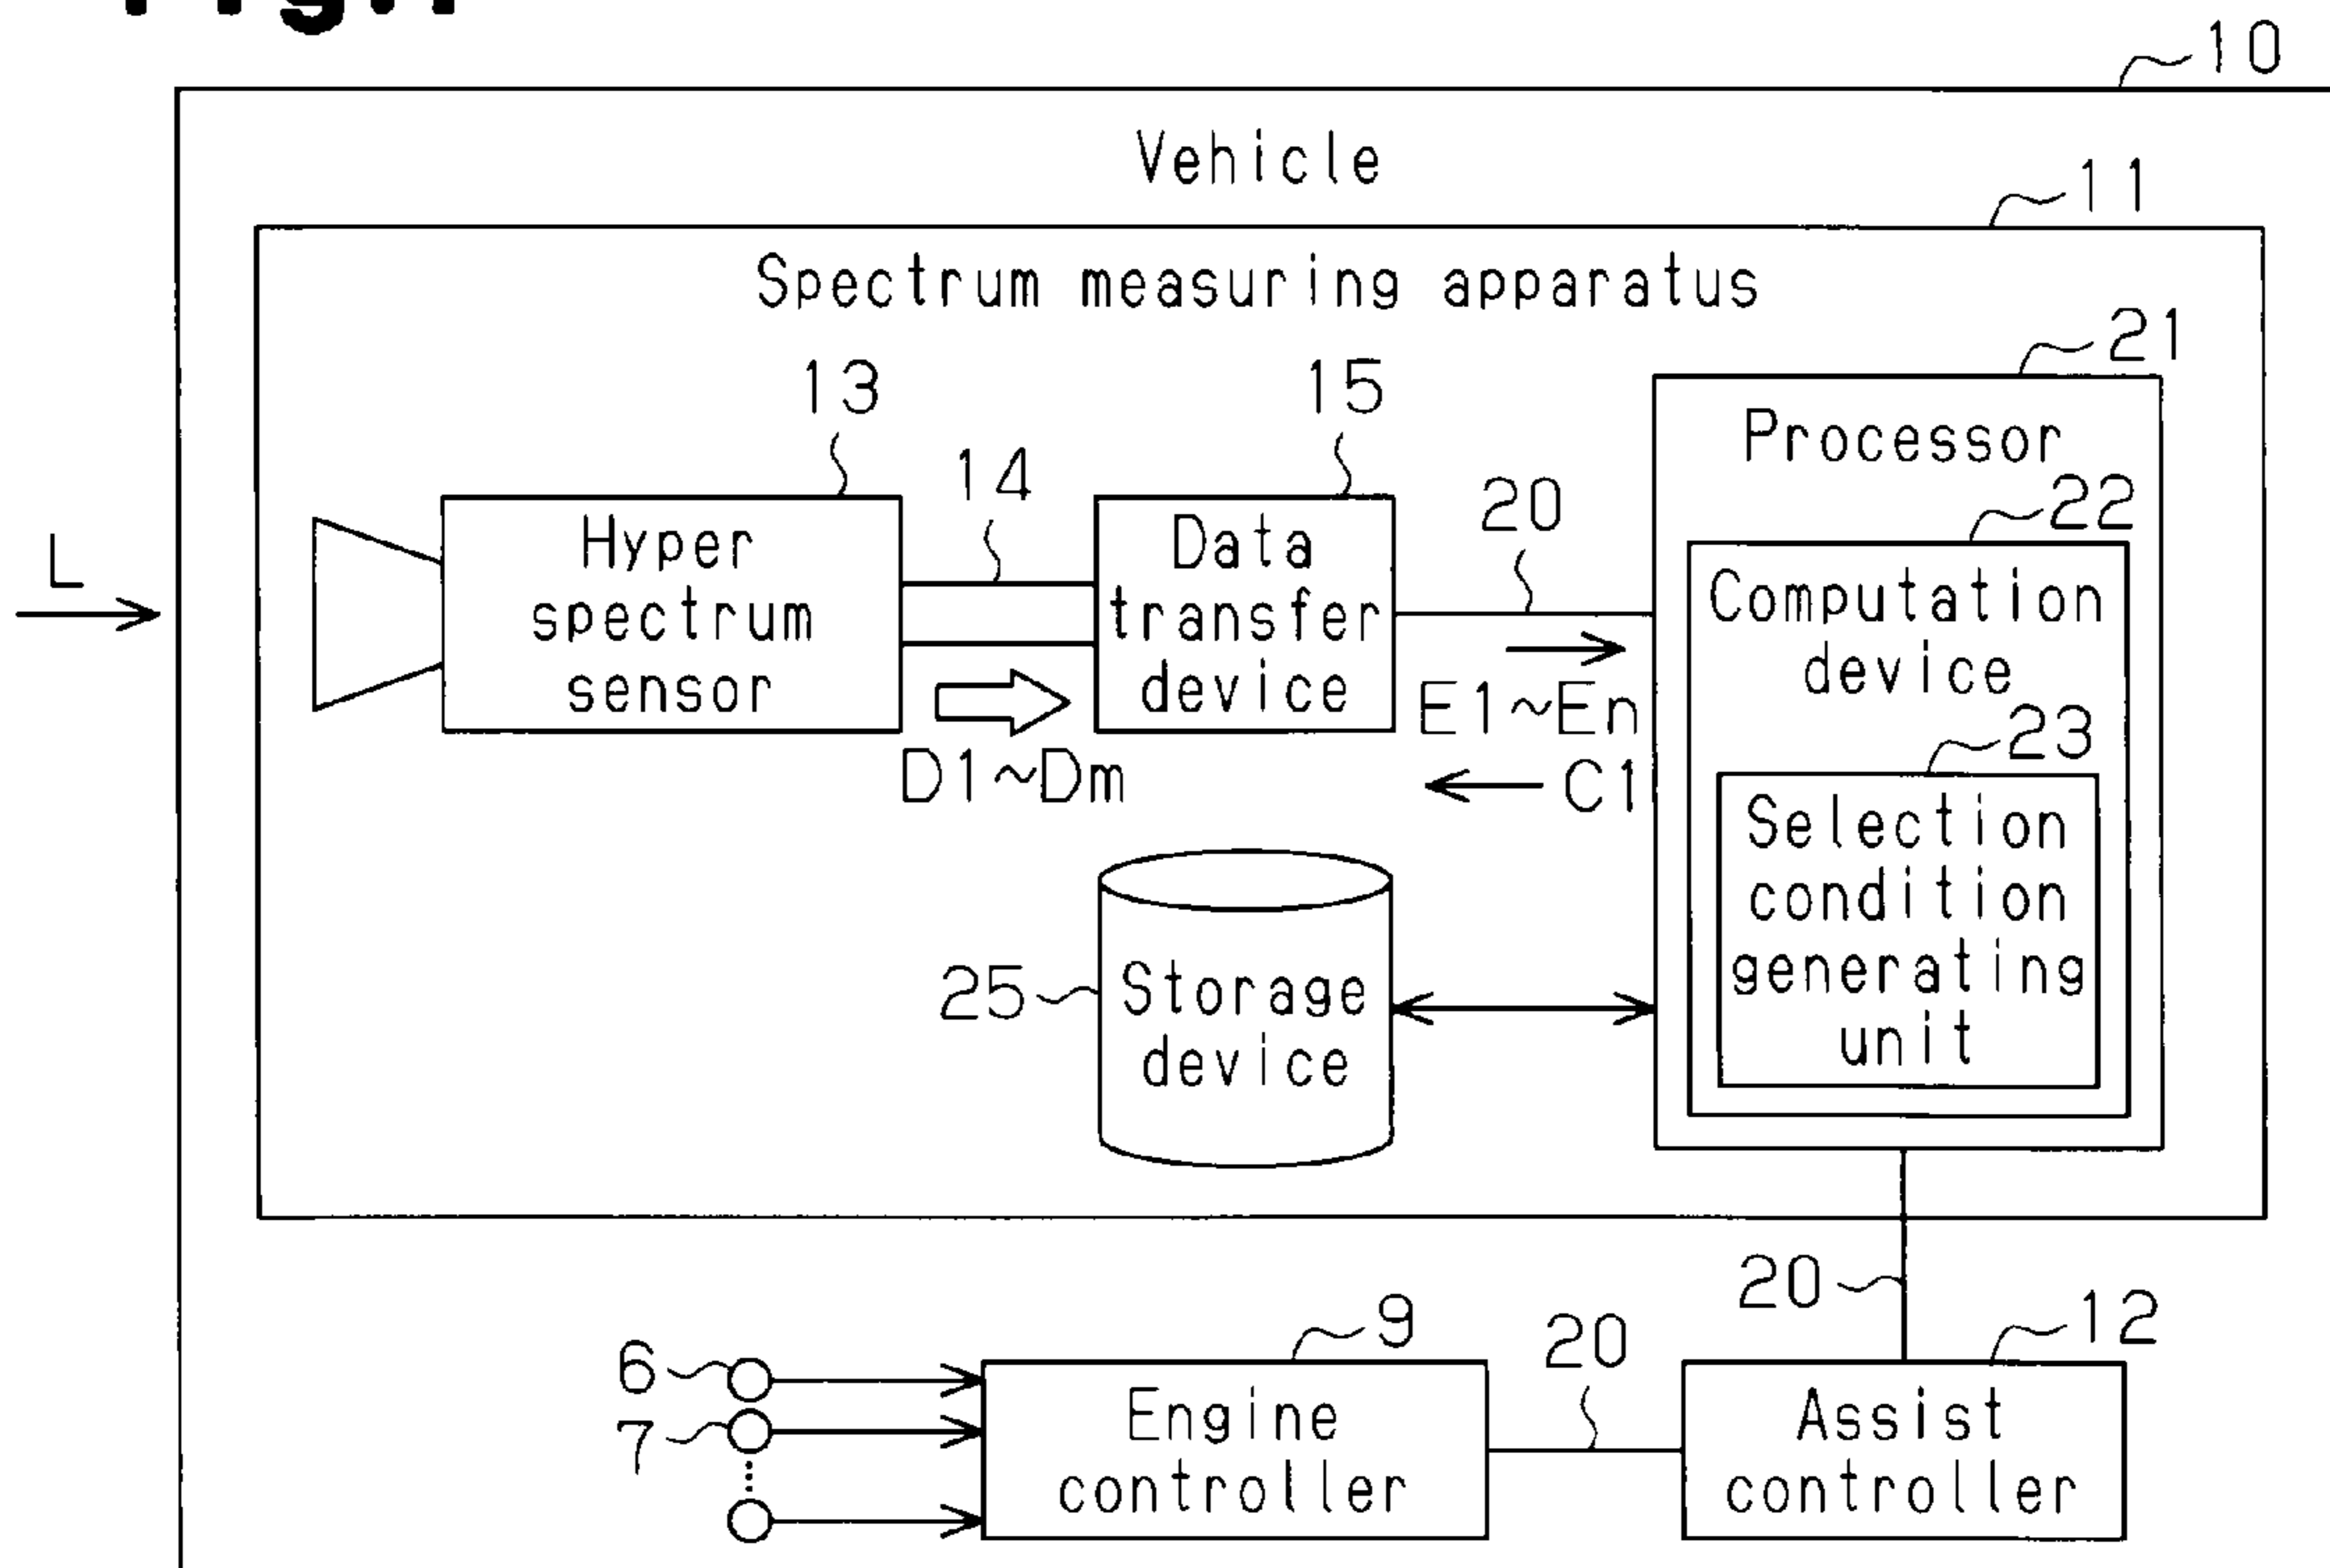 Fig.1
10
Vehicle
11
Spectrum measuring apparatus
21
13
15
Processor
14
20
22
L
Hyper
spectrum
sensor
Data
transfer
device
Computation
device
E1~En
D1~Dm
C1
23
Selection
condition
generating
unit
25
Storage
device
20
6
7
9
20
12
Engine
controller
Assist
controller